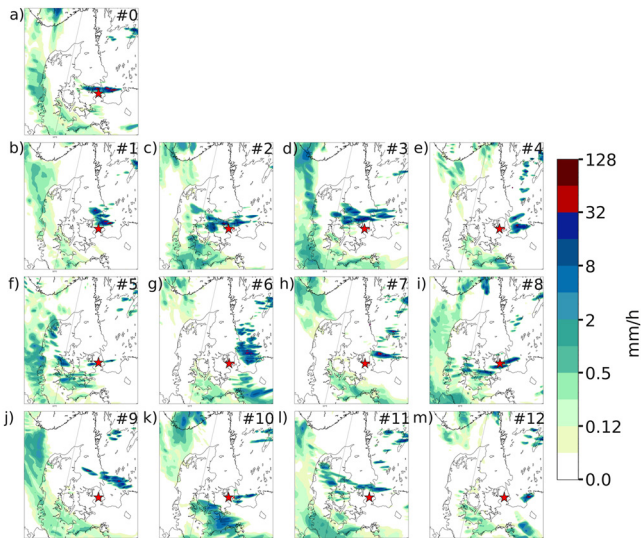 a) #0
b) #1 c) #2 d) #3 e) #4
f) #5 g) #6 h) #7 i) #8
j) #9 k) #10 l) #11 m) #12
128
32
8
2
0.5
0.12
0.0
mm/h